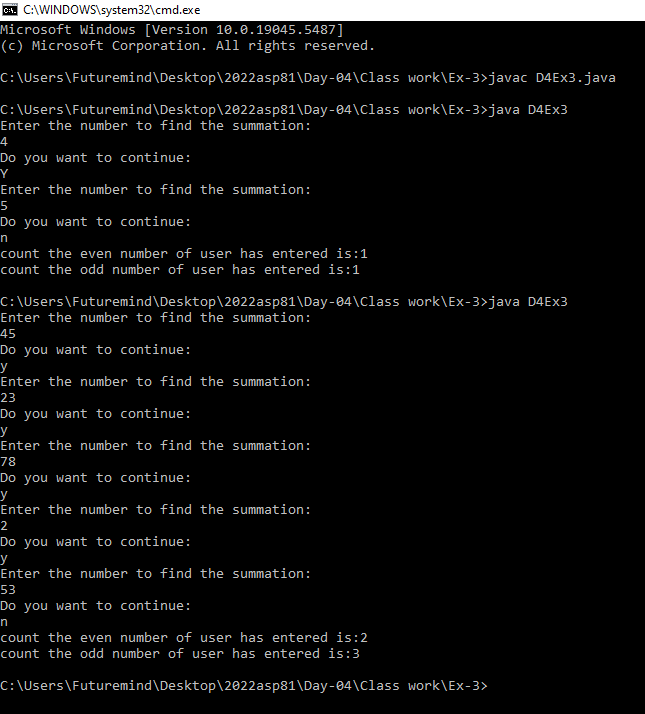 C:\WINDOWS\system32\cmd.exe
Microsoft Windows [Version 10.0.19045.5487]
(c) Microsoft Corporation. All rights reserved.
C:\Users\Futuremind\Desktop\2022asp81\Day-04\Class work\Ex-3>javac D4Ex3.java
C:\Users\Futuremind\Desktop\2022asp81\Day-04\Class work\Ex-3>java D4Ex3
Enter the number to find the summation:
4
Do you want to continue:
Y
Enter the number to find the summation:
5
Do you want to continue:
n
count the even number of user has entered is:1
count the odd number of user has entered is:1
C:\Users\Futuremind\Desktop\2022asp81\Day-04\Class work\Ex-3>java D4Ex3
Enter the number to find the summation:
45
Do you want to continue:
y
Enter the number to find the summation:
23
Do you want to continue:
y
Enter the number to find the summation:
78
Do you want to continue:
y
Enter the number to find the summation:
2
Do you want to continue:
y
Enter the number to find the summation:
53
Do you want to continue:
n
count the even number of user has entered is:2
count the odd number of user has entered is:3
C:\Users\Futuremind\Desktop\2022asp81\Day-04\Class work\Ex-3>